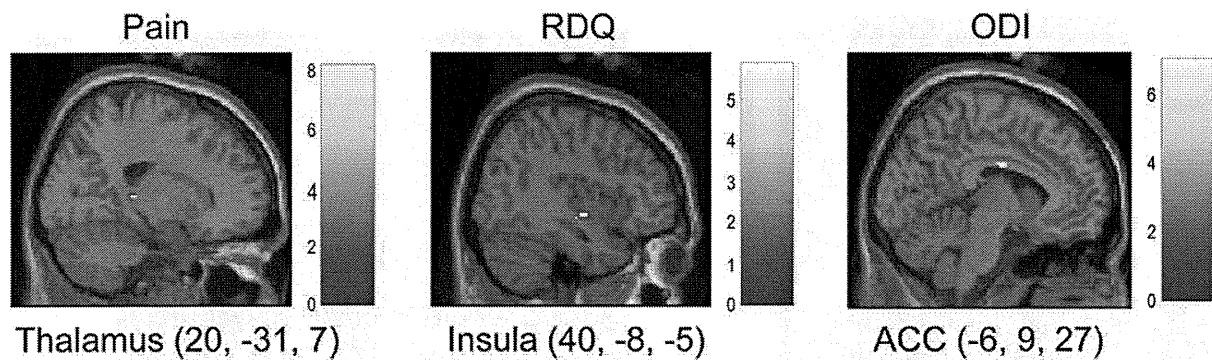 Pain
8
6
4
2
0
Thalamus (20, -31, 7)
RDQ
5
4
3
2
1
0
Insula (40, -8, -5)
ODI
6
4
2
0
ACC (-6, 9, 27)